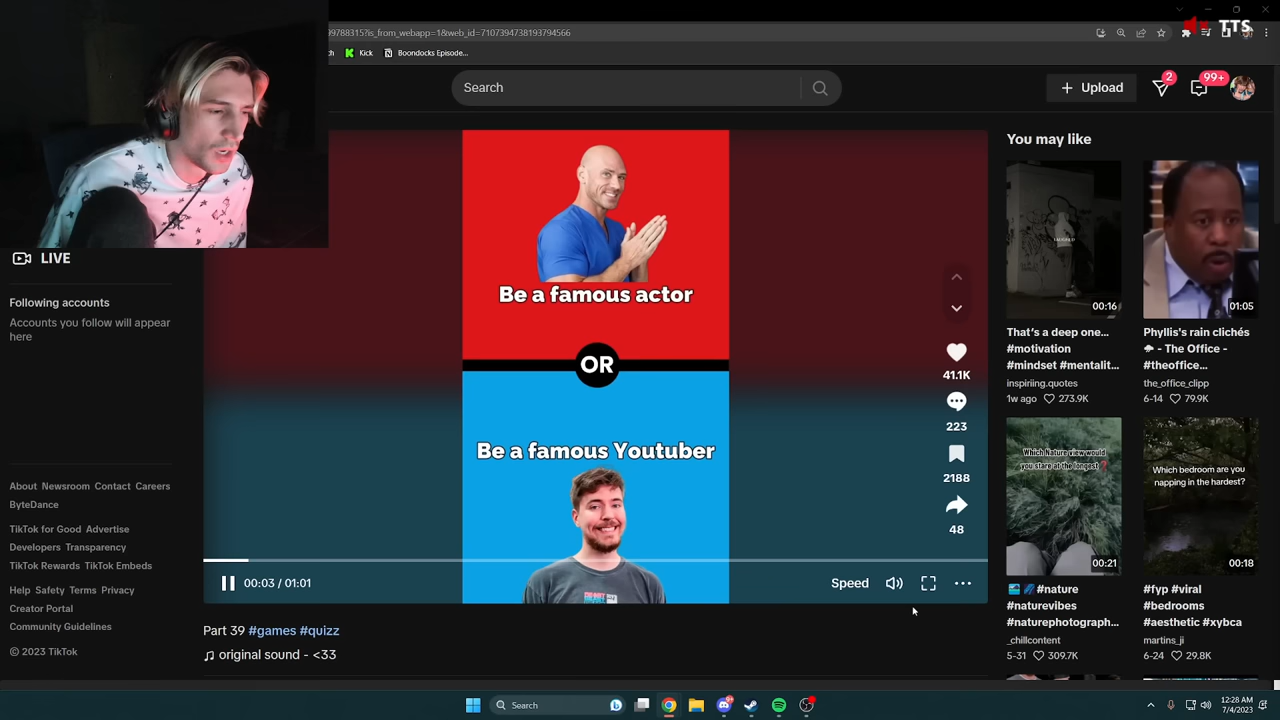 TTS
99788315?is_from_webapp=1&web_id=7107394738193794566
Kick
Boondocks Episode...
Search
Upload
2
99+
Be a famous actor
OR
Be a famous Youtuber
LIVE
Following accounts
Accounts you follow will appear
here
About Newsroom Contact Careers
ByteDance
TikTok for Good Advertise
Developers Transparency
TikTok Rewards TikTok Embeds
Help Safety Terms Privacy
Creator Portal
Community Guidelines
© 2023 TikTok
41.1K
223
2188
48
00:03 / 01:01
Speed
Part 39 #games #quizz
original sound - <33
You may like
00:16
That's a deep one...
#motivation
#mindset #mentalit...
inspiriing.quotes
1w ago 273.9K
01:05
Phyllis's rain clichés
- The Office -
#theoffice...
the_office_clipp
6-14 79.9K
Which Nature view would
you stare at the longest
00:21
#nature
#naturevibes
#naturephotograph...
_chillcontent
5-31 309.7K
Which bedroom are you
napping in the hardest?
00:18
#fyp #viral
#bedrooms
#aesthetic #xybca
martins_ji
6-24 29.8K
Search
12:28 AM
7/4/2023